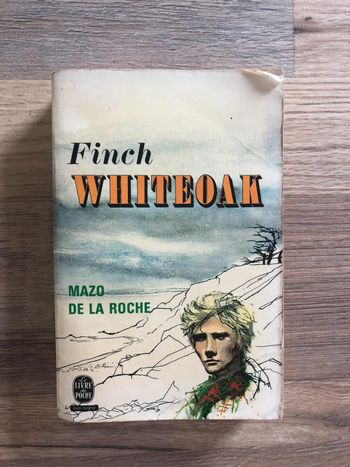 Finch
WHITEOAK
MAZO
DE LA ROCHE
Le
LIVRE
de
POCHE